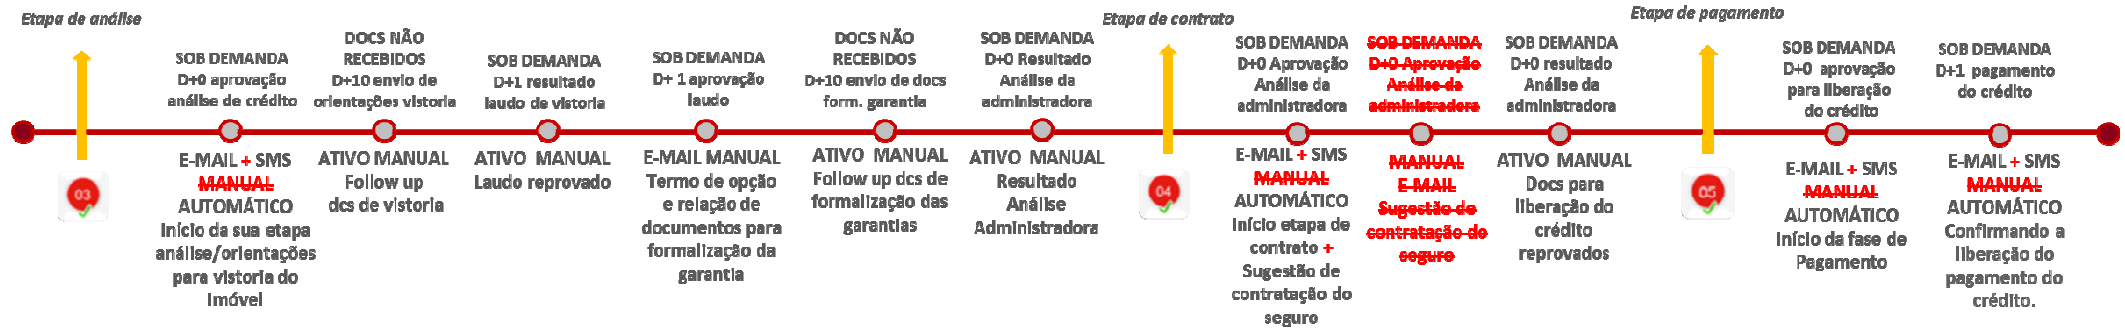 Etapa de análise
03
SOB DEMANDA
D+0 aprovação
análise de crédito
E-MAIL + SMS
MANUAL
AUTOMÁTICO
Início da sua etapa
análise/orientações
para vistoria do
Imóvel
DOCS NÃO
RECEBIDOS
D+10 envio de
orientações vistoria
ATIVO MANUAL
Follow up
dcs de vistoria
SOB DEMANDA
D+1 resultado
laudo de vistoria
ATIVO MANUAL
Laudo reprovado
SOB DEMANDA
D+ 1 aprovação
laudo
E-MAIL MANUAL
Termo de opção
e relação de
documentos para
formalização da
garantia
DOCS NÃO
RECEBIDOS
D+10 envio de docs
form. garantia
ATIVO MANUAL
Follow up dcs de
formalização das
garantias
SOB DEMANDA
D+0 Resultado
Análise da
administradora
ATIVO MANUAL
Resultado
Análise
Administradora
Etapa de contrato
04
SOB DEMANDA
D+0 Aprovação
Análise da
administradora
E-MAIL + SMS
MANUAL
AUTOMÁTICO
Início etapa de
contrato +
Sugestão de
contratação do
seguro
SOB DEMANDA
D+0 Aprovação
Análise da
administradora
MANUAL
E-MAIL
Sugestão de
contratação do
seguro
SOB DEMANDA
D+0 resultado
Análise da
administradora
ATIVO MANUAL
Docs para
liberação do
crédito
reprovados
Etapa de pagamento
05
SOB DEMANDA
D+0 aprovação
para liberação
do crédito
E-MAIL + SMS
MANUAL
AUTOMÁTICO
Início da fase de
Pagamento
SOB DEMANDA
D+1 pagamento
do crédito
E-MAIL + SMS
MANUAL
AUTOMÁTICO
Confirmando a
liberação do
pagamento do
crédito.